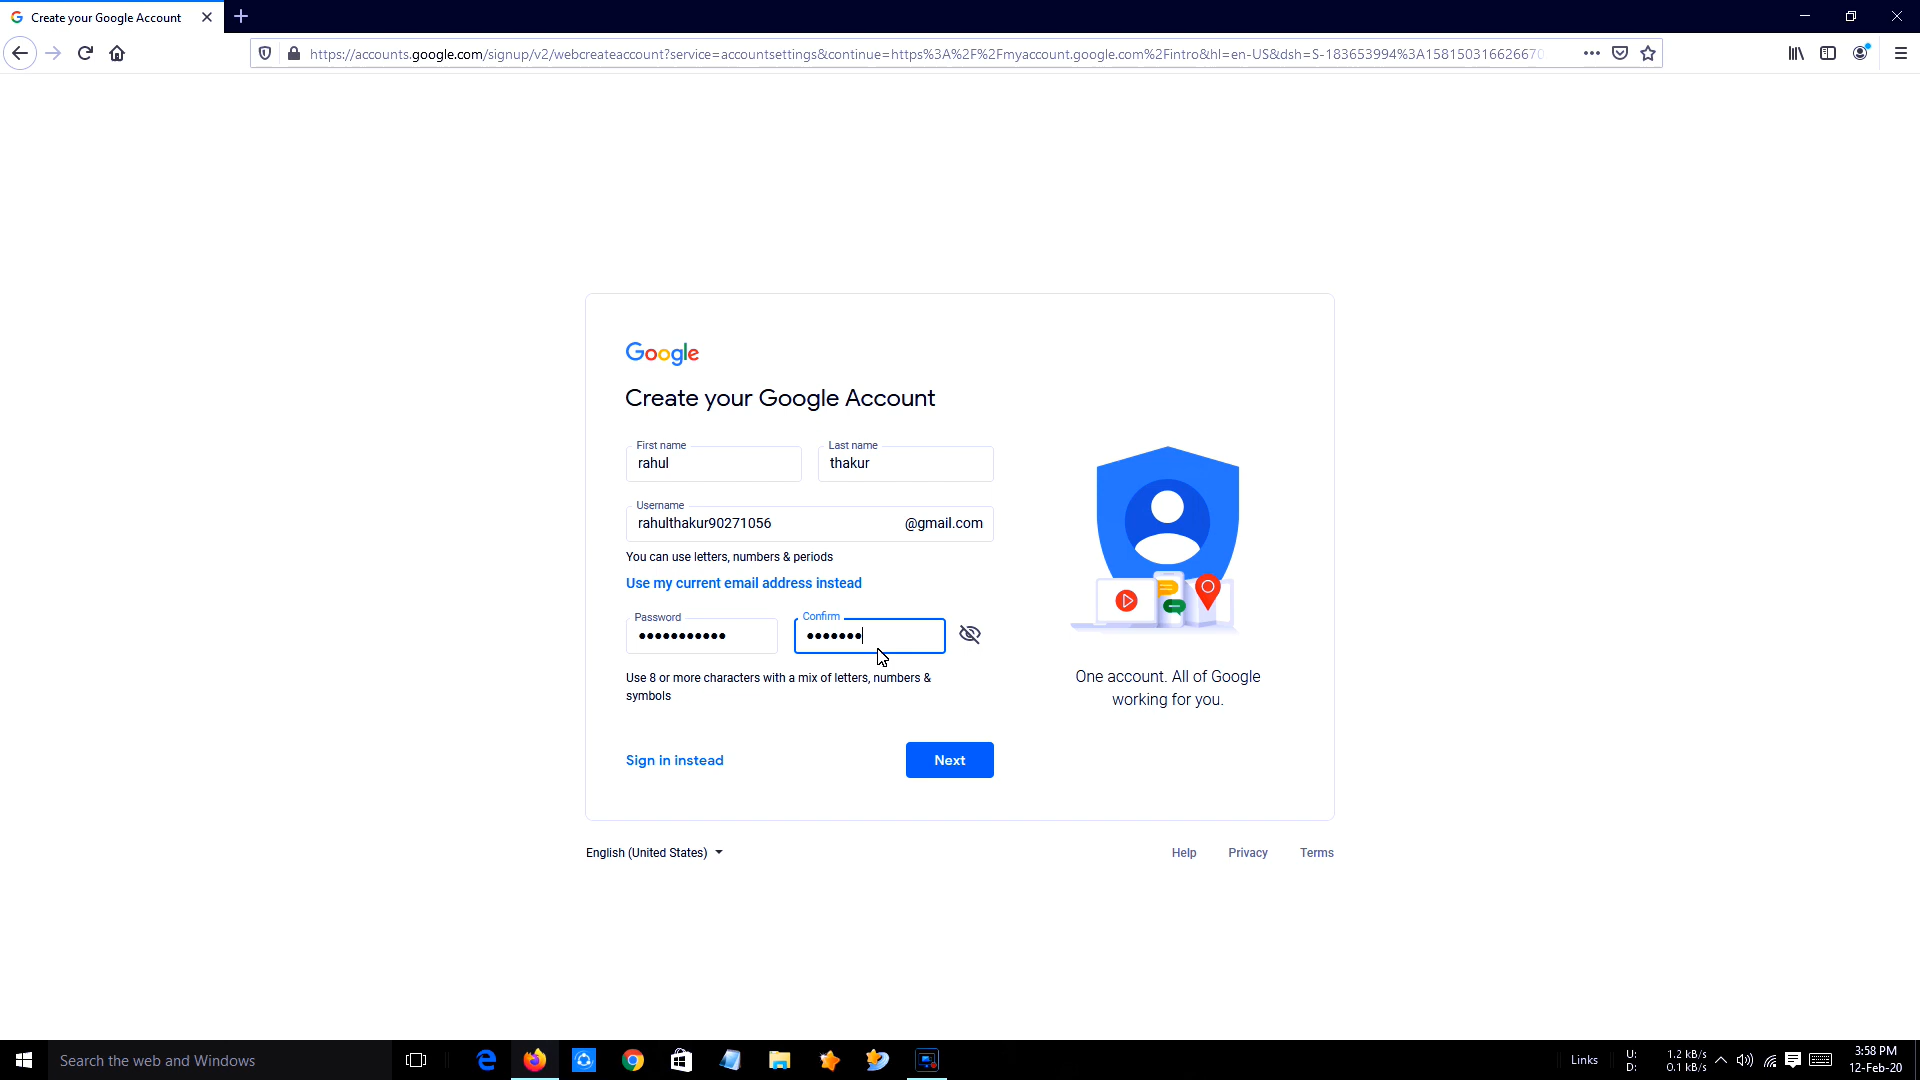 Create your Google Account
https://accounts.google.com/signup/v2/webcreateaccount?service=accountsettings&continue=https%3A%2F%2Fmyaccount.google.com%2Fintro&hl=en-US&dsh=S-183653994%3A1581503166266670
Google
Create your Google Account
First name
rahul
Last name
thakur
Username
rahulthakur90271056
@gmail.com
You can use letters, numbers & periods
Use my current email address instead
Password
•••••••••••
Confirm
•••••••
Use 8 or more characters with a mix of letters, numbers &
symbols
Sign in instead
Next
One account. All of Google
working for you.
English (United States)
Help
Privacy
Terms
Search the web and Windows
Links
U: 1.2 kB/s
D: 0.1 kB/s
3:58 PM
12-Feb-20